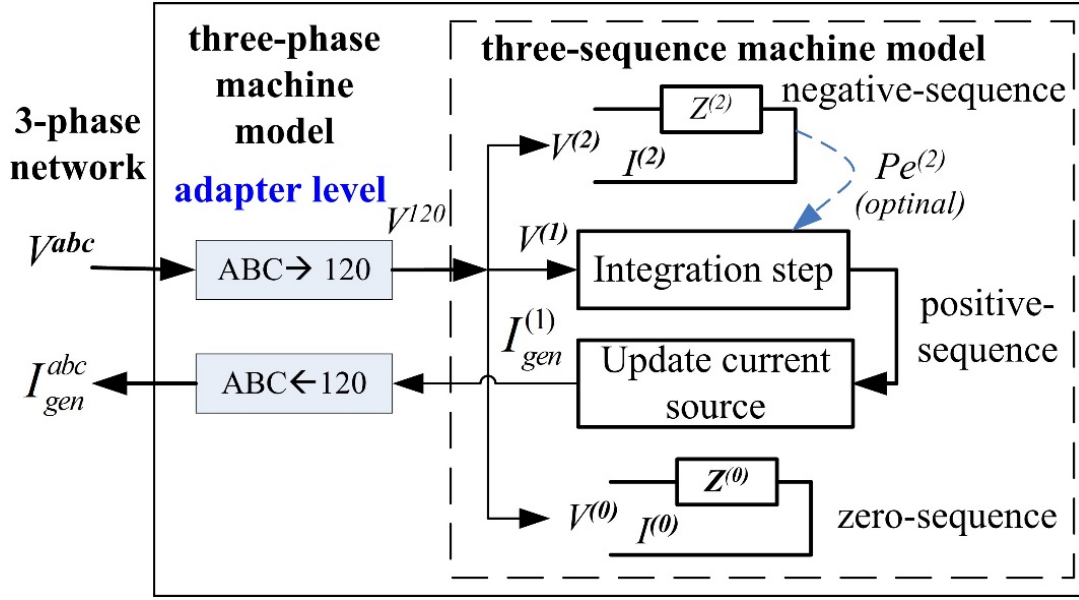 three-phase
machine
model
adapter level
three-sequence machine model
3-phase
network
negative-sequence
Z(2)
V(2)
I(2)
Pe(2)
(optinal)
V120
Vabc
ABC→ 120
V(1)
Integration step
positive-
sequence
I(1)gen
Iabcgen
ABC←120
Update current
source
Z(0)
V(0)
I(0)
zero-sequence